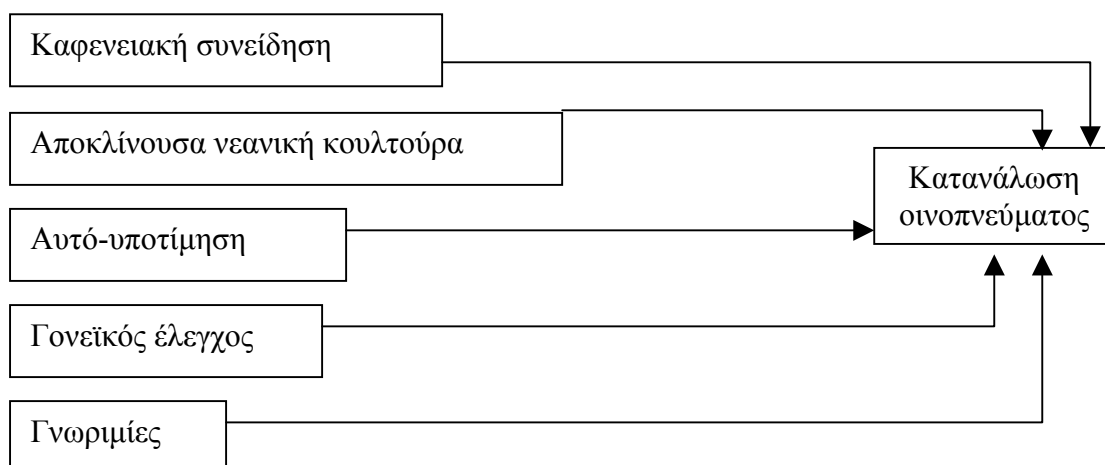 Καφενειακή συνείδηση
Αποκλίνουσα νεανική κουλτούρα
Κατανάλωση
οινοπνεύματος
Αυτό-υποτίμηση
Γονεϊκός έλεγχος
Γνωριμίες